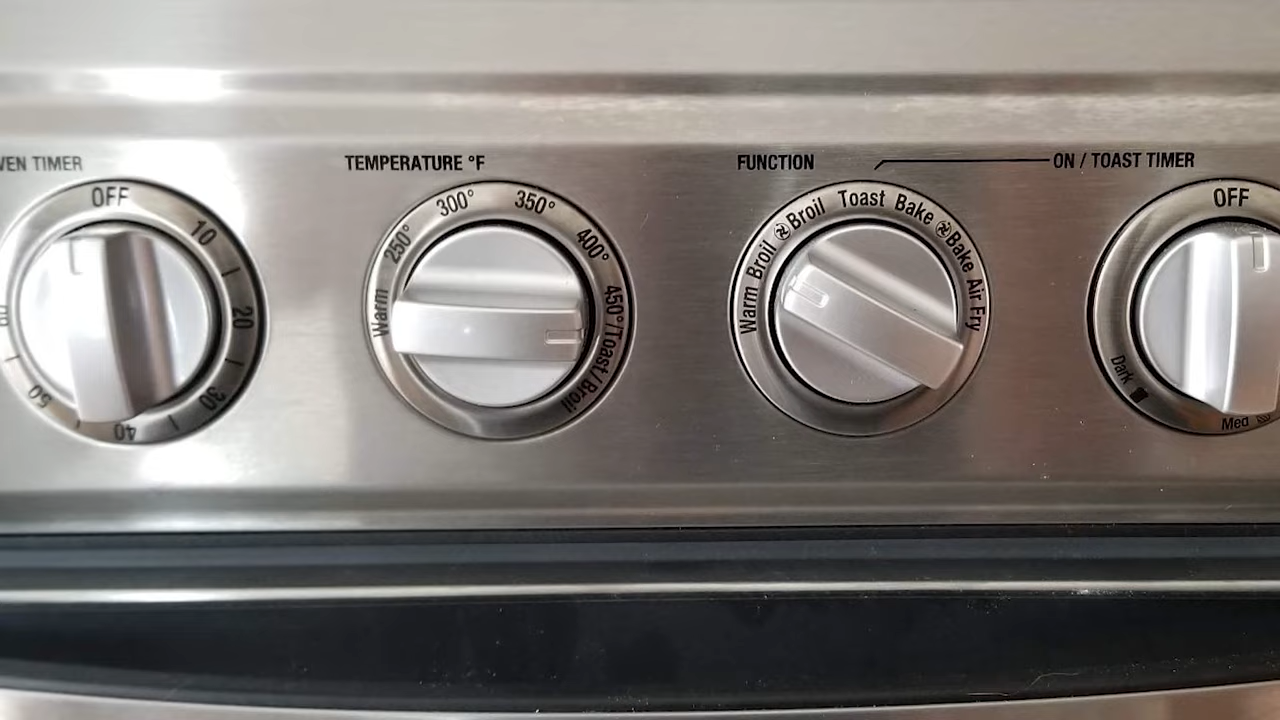 VEN TIMER
OFF
10
20
30
40
50
60
TEMPERATURE °F
Warm
250°
300°
350°
400°
450°/Toast/Broil
FUNCTION
Warm Broil Broil Toast Bake Bake Air Fry
ON / TOAST TIMER
OFF
Dark
Med